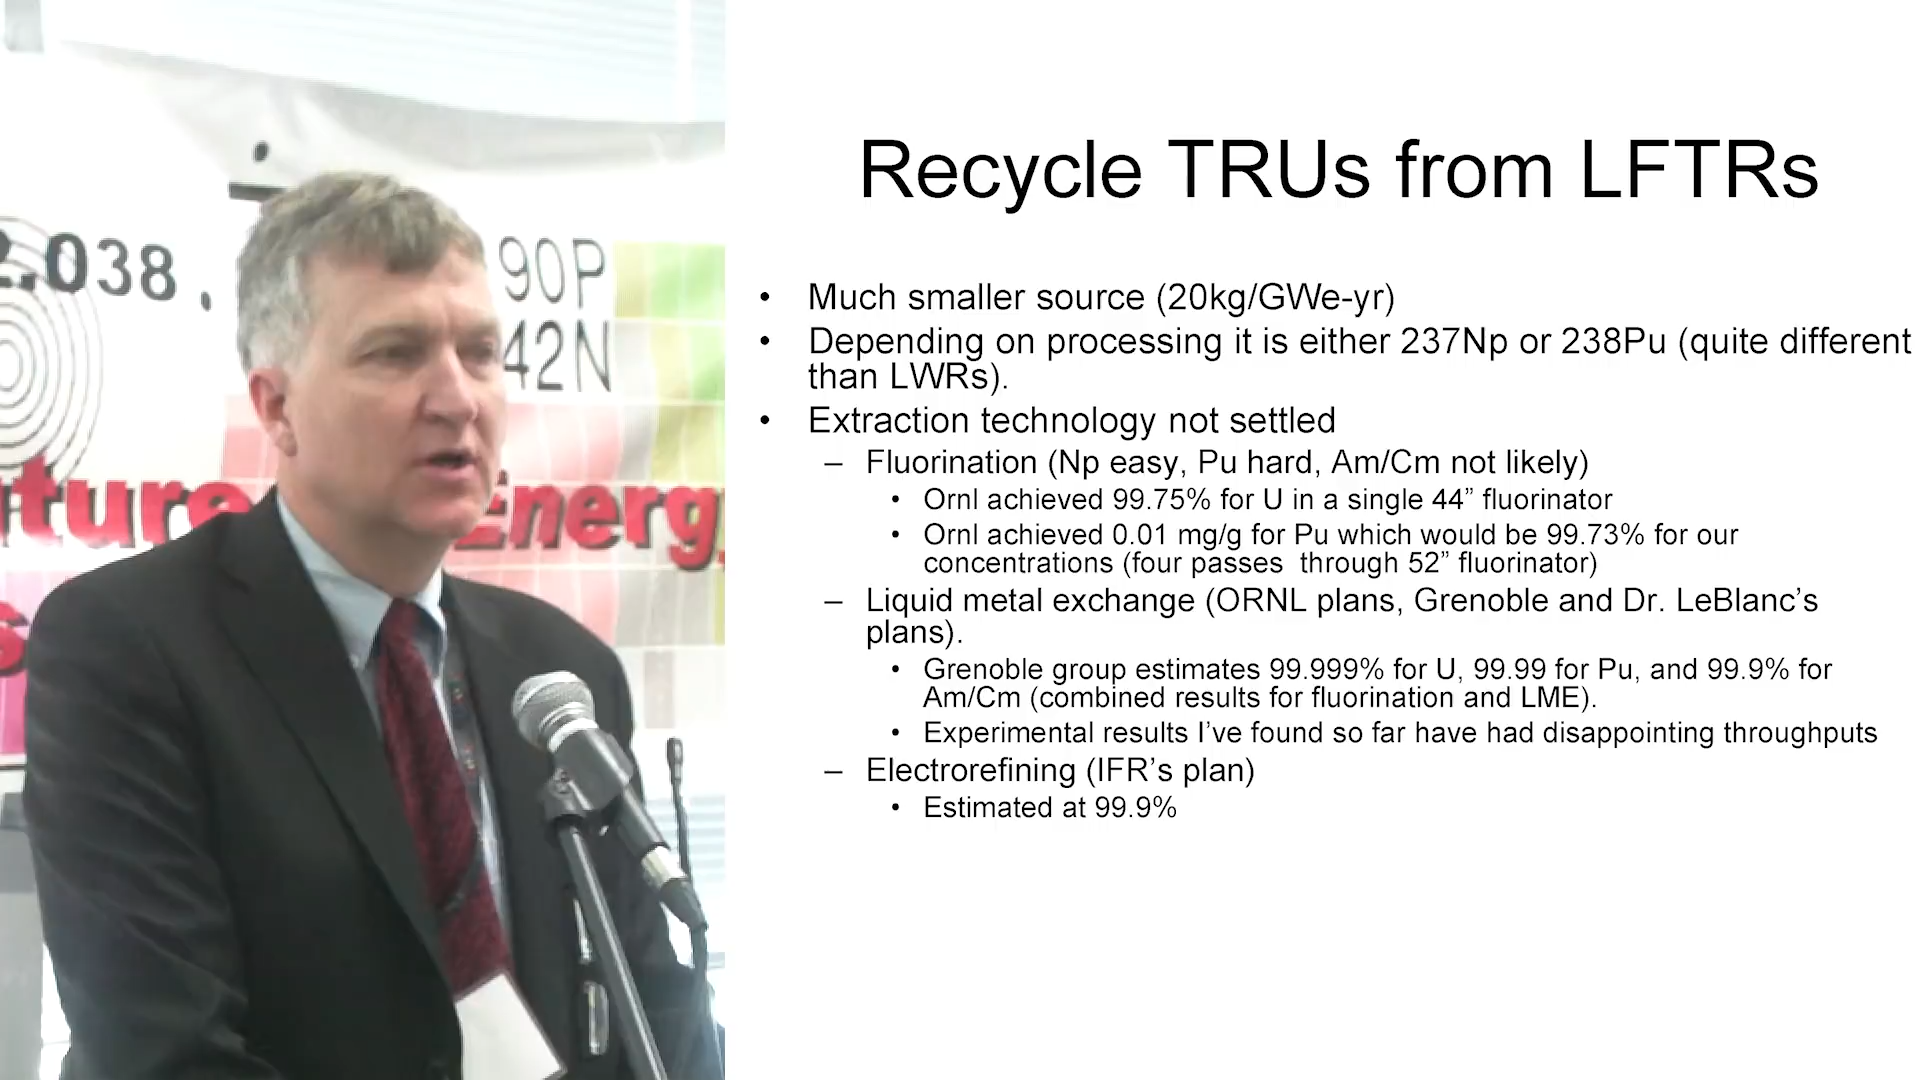 2.038.
90P
42N
uture
Energy
s
Recycle TRUs from LFTRs
• Much smaller source (20kg/GWe-yr)
• Depending on processing it is either 237Np or 238Pu (quite different
than LWRs).
• Extraction technology not settled
– Fluorination (Np easy, Pu hard, Am/Cm not likely)
• Ornl achieved 99.75% for U in a single 44” fluorinator
• Ornl achieved 0.01 mg/g for Pu which would be 99.73% for our
concentrations (four passes through 52” fluorinator)
– Liquid metal exchange (ORNL plans, Grenoble and Dr. LeBlanc’s
plans).
• Grenoble group estimates 99.999% for U, 99.99 for Pu, and 99.9% for
Am/Cm (combined results for fluorination and LME).
• Experimental results I’ve found so far have had disappointing throughputs
– Electrorefining (IFR’s plan)
• Estimated at 99.9%